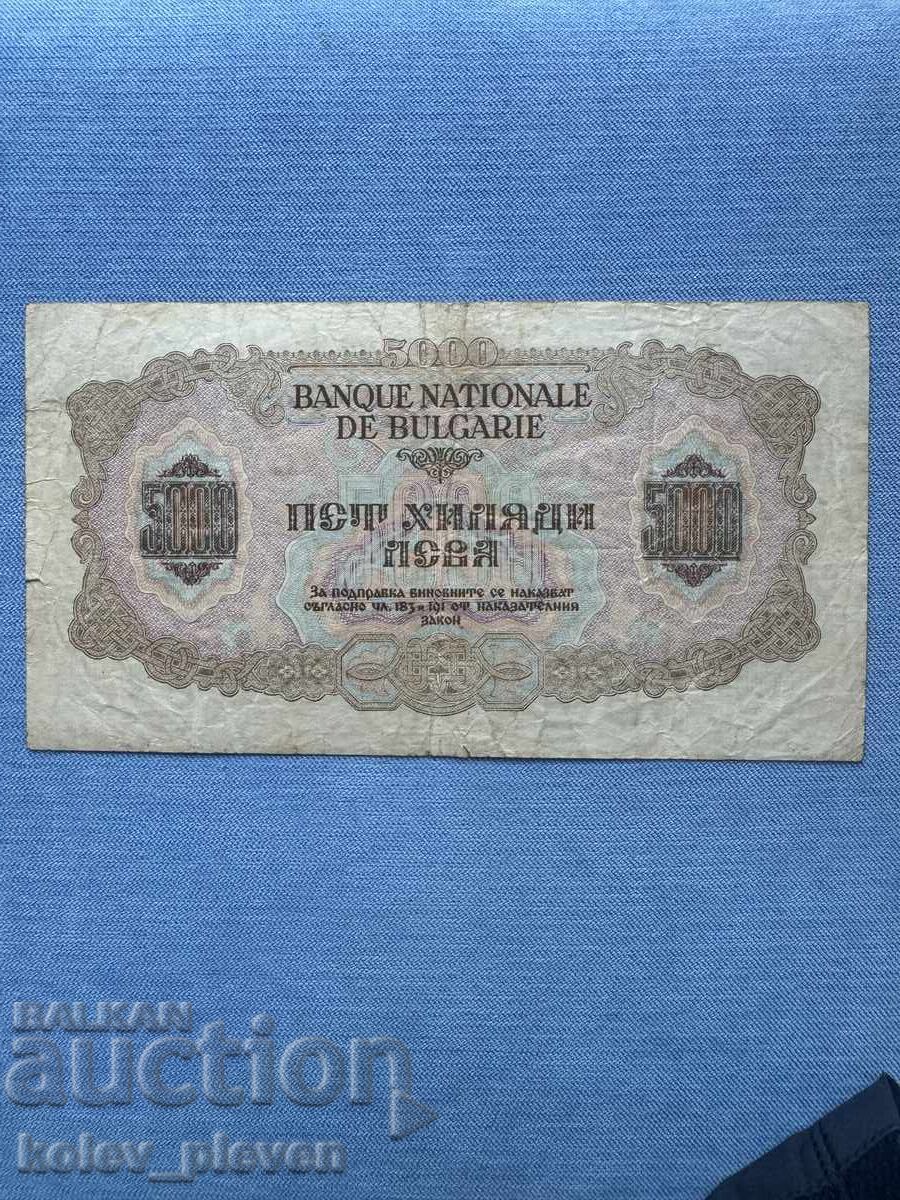 5000
BANQUE NATIONALE
DE BULGARIE
5000
5000
5000
ПЕТ ХИЛЯДИ
ЛЕВА
За подправка виновните се наказват
съгласно чл. 183 и 191 от наказателния
закон
BALKAN
auction
kolev_pleven